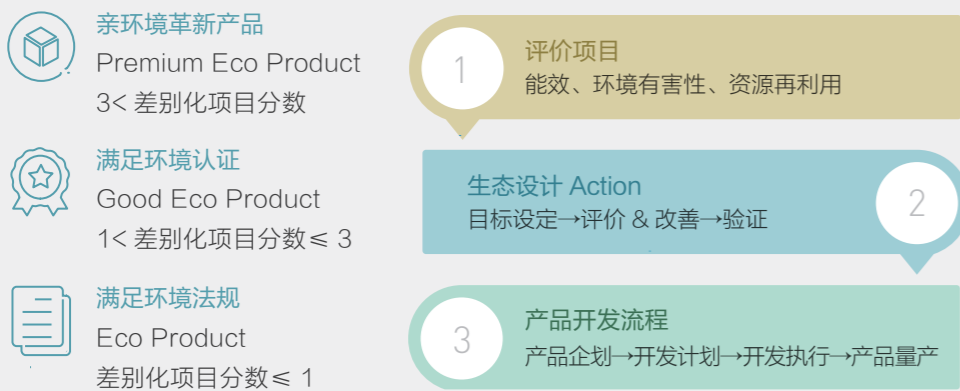 亲环境革新产品
Premium Eco Product
3< 差别化项目分数
满足环境认证
Good Eco Product
1< 差别化项目分数≤ 3
满足环境法规
Eco Product
差别化项目分数≤ 1
1
评价项目
能效、环境有害性、资源再利用
生态设计 Action
目标设定→评价 & 改善→验证
2
3
产品开发流程
产品企划→开发计划→开发执行→产品量产